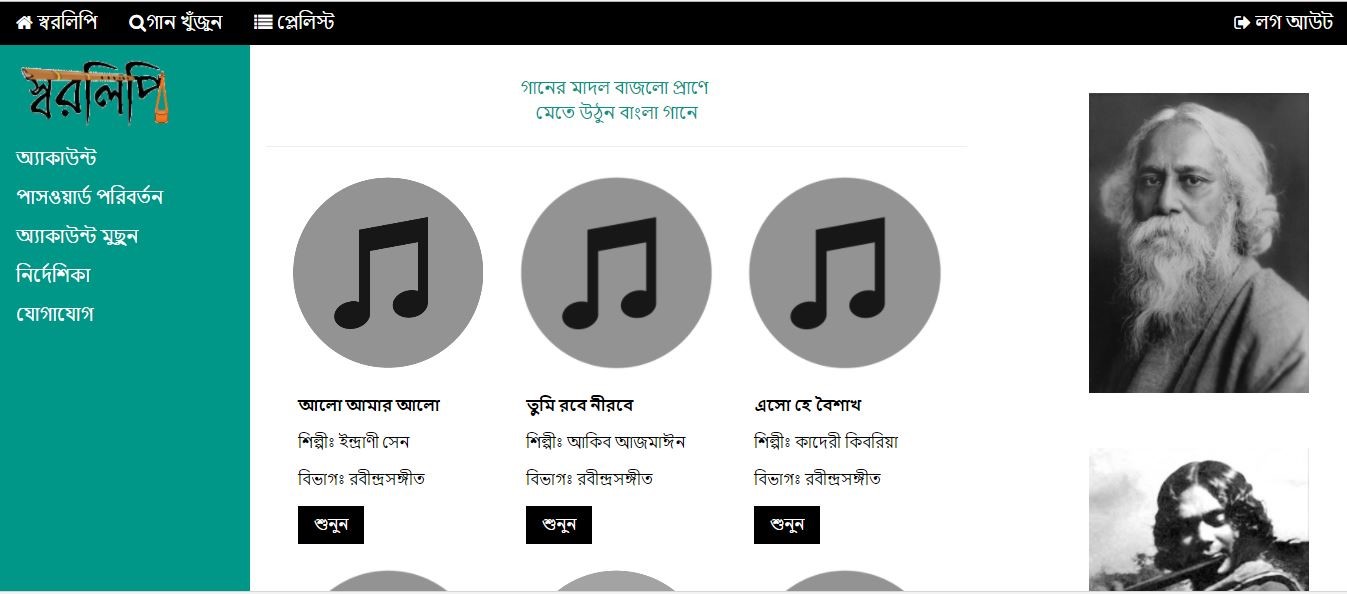 স্বরলিপি গান খুঁজুন প্লেলিস্ট লগ আউট
স্বরলিপি
অ্যাকাউন্ট
পাসওয়ার্ড পরিবর্তন
অ্যাকাউন্ট মুছুন
নির্দেশিকা
যোগাযোগ
গানের মাদল বাজলো প্রাণে
মেতে উঠুন বাংলা গানে
আলো আমার আলো
শিল্পীঃ ইন্দ্রাণী সেন
বিভাগঃ রবীন্দ্রসঙ্গীত
শুনুন
তুমি রবে নীরবে
শিল্পীঃ আকিব আজমাঈন
বিভাগঃ রবীন্দ্রসঙ্গীত
শুনুন
এসো হে বৈশাখ
শিল্পীঃ কাদেরী কিবরিয়া
বিভাগঃ রবীন্দ্রসঙ্গীত
শুনুন